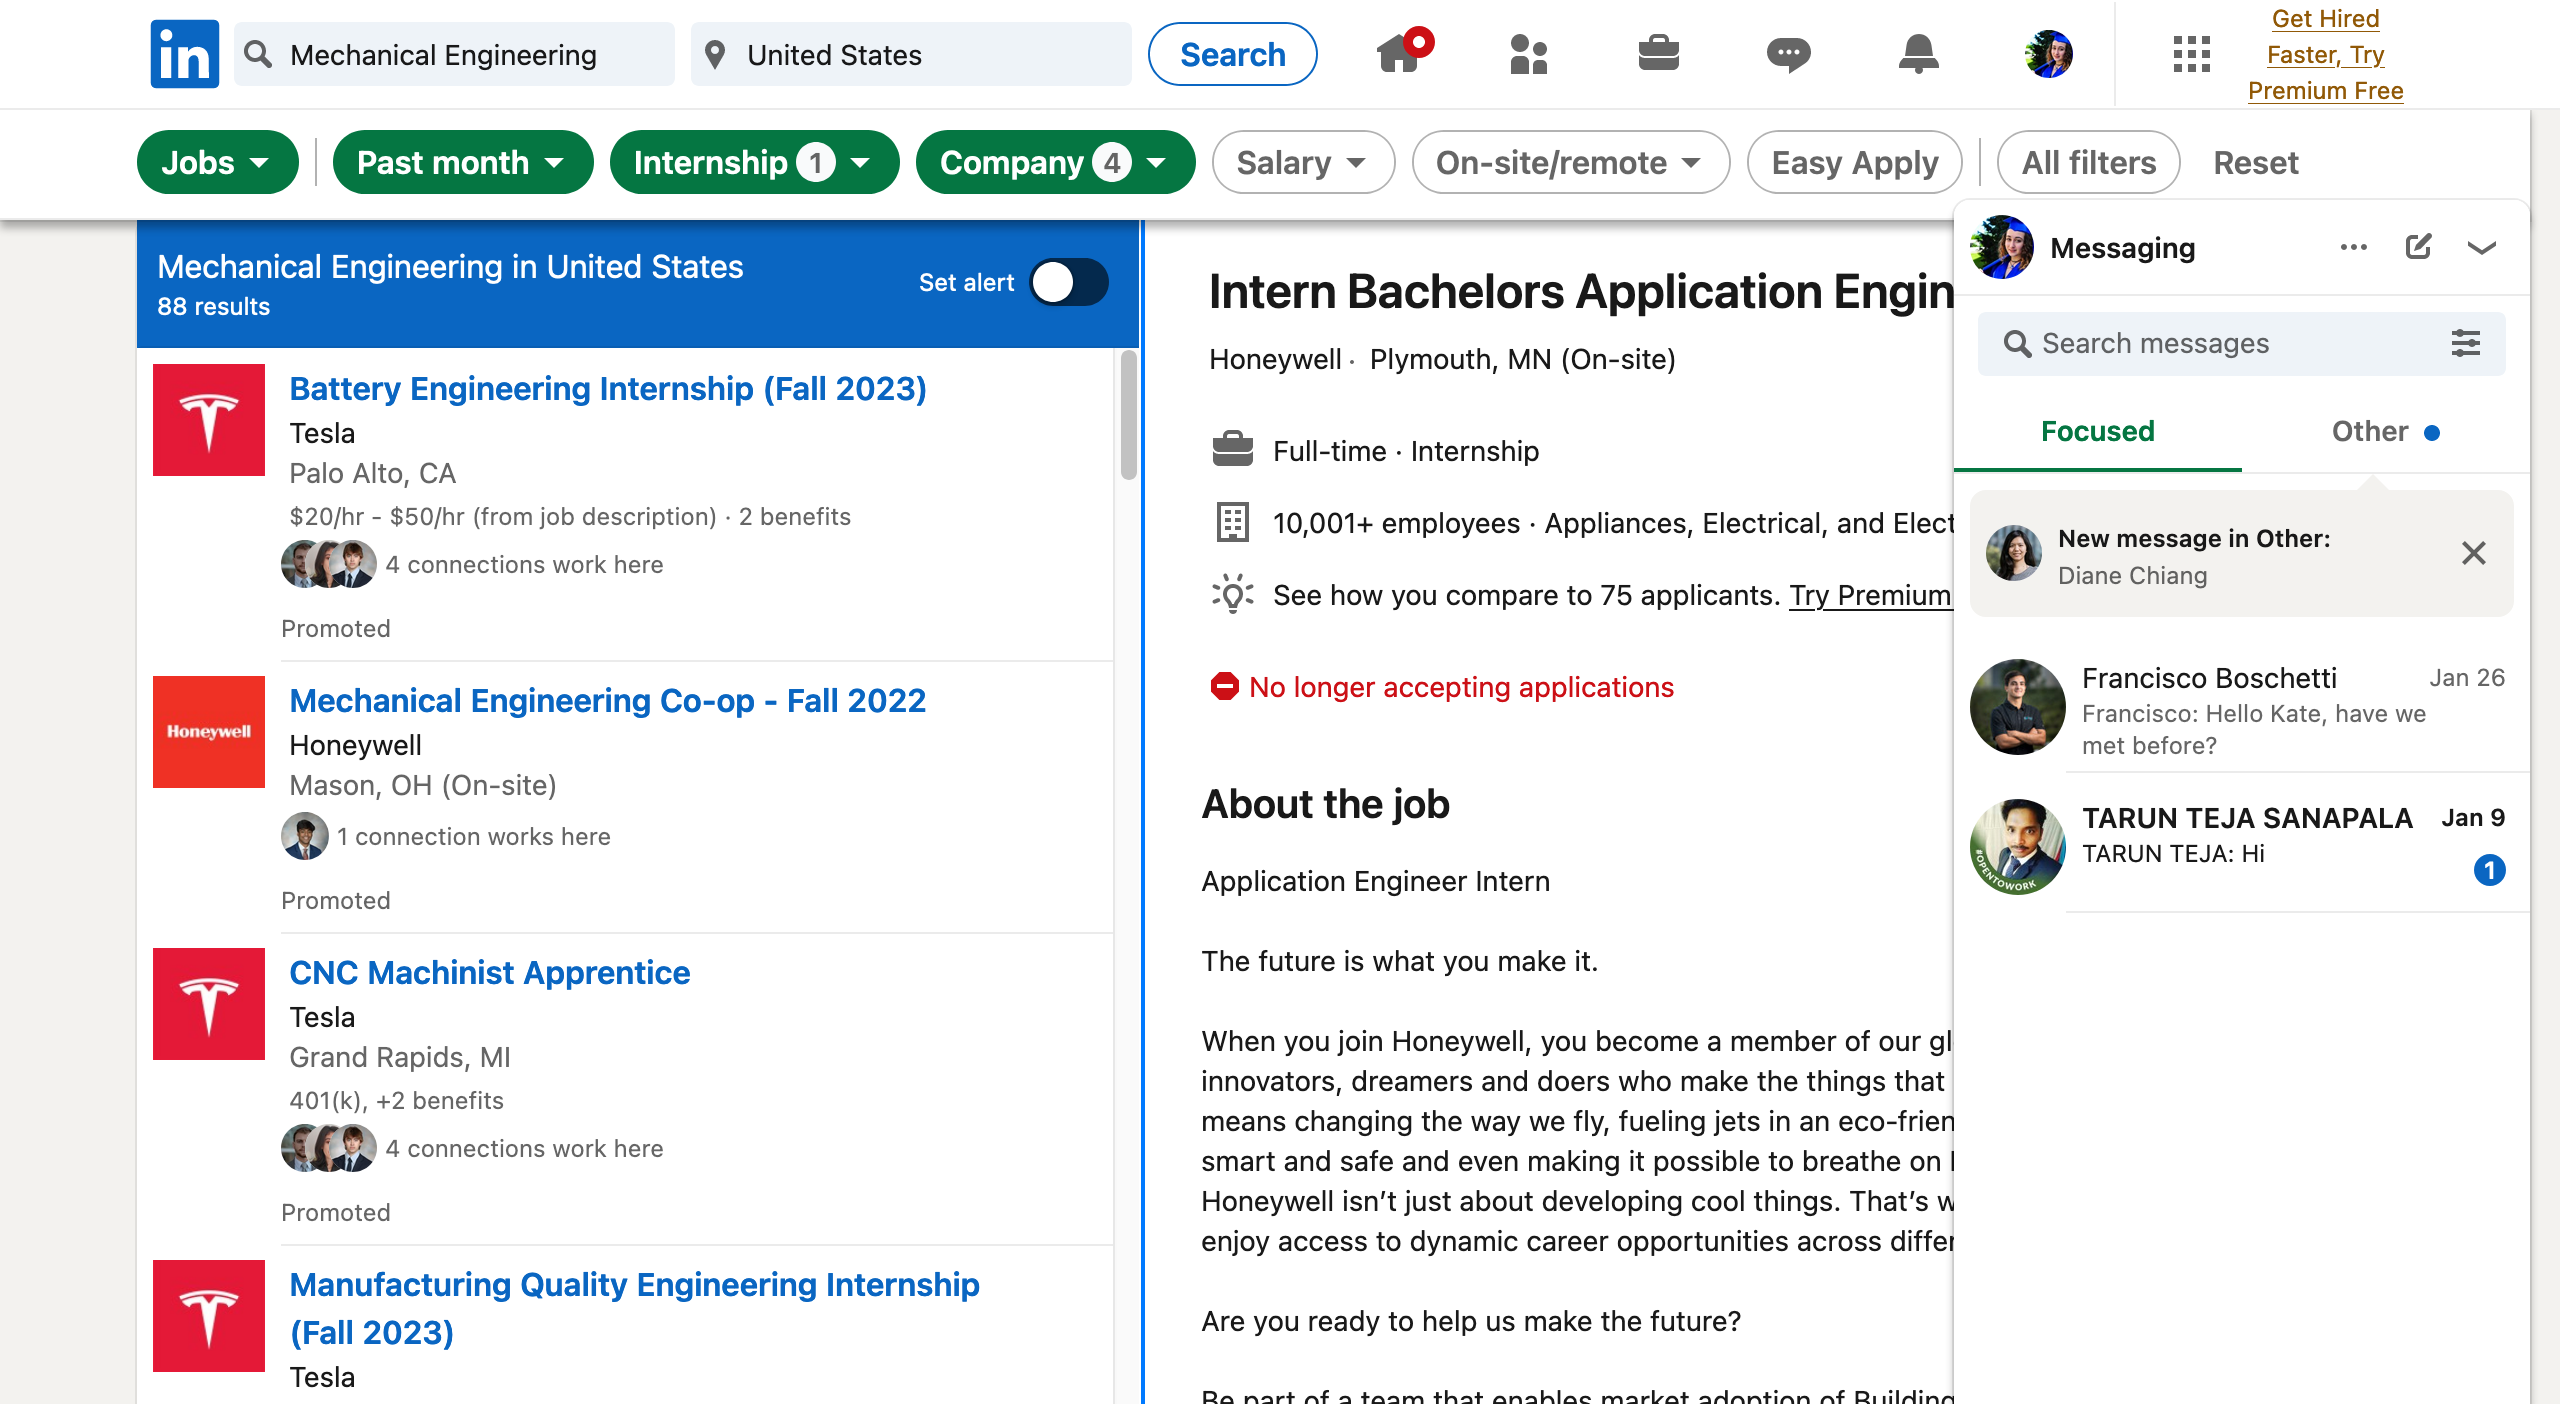 in
Mechanical Engineering
United States
Search
Get Hired
Faster, Try
Premium Free
Jobs
Past month
Internship 1
Company 4
Salary
On-site/remote
Easy Apply
All filters
Reset
Mechanical Engineering in United States
88 results
Set alert
Battery Engineering Internship (Fall 2023)
Tesla
Palo Alto, CA
$20/hr - $50/hr (from job description) · 2 benefits
4 connections work here
Promoted
Honeywell
Mechanical Engineering Co-op - Fall 2022
Honeywell
Mason, OH (On-site)
1 connection works here
Promoted
CNC Machinist Apprentice
Tesla
Grand Rapids, MI
401(k), +2 benefits
4 connections work here
Promoted
Manufacturing Quality Engineering Internship
(Fall 2023)
Tesla
Intern Bachelors Application Engin
Honeywell · Plymouth, MN (On-site)
Full-time · Internship
10,001+ employees · Appliances, Electrical, and Elect
See how you compare to 75 applicants. Try Premium
No longer accepting applications
About the job
Application Engineer Intern
The future is what you make it.
When you join Honeywell, you become a member of our gl
innovators, dreamers and doers who make the things that
means changing the way we fly, fueling jets in an eco-frien
smart and safe and even making it possible to breathe on
Honeywell isn’t just about developing cool things. That’s w
enjoy access to dynamic career opportunities across differ
Are you ready to help us make the future?
Be part of a team that enables market adoption of Building
Messaging
Search messages
Focused
Other
New message in Other:
Diane Chiang
Francisco Boschetti
Jan 26
Francisco: Hello Kate, have we
met before?
#OPENTOWORK
TARUN TEJA SANAPALA
Jan 9
TARUN TEJA: Hi
1